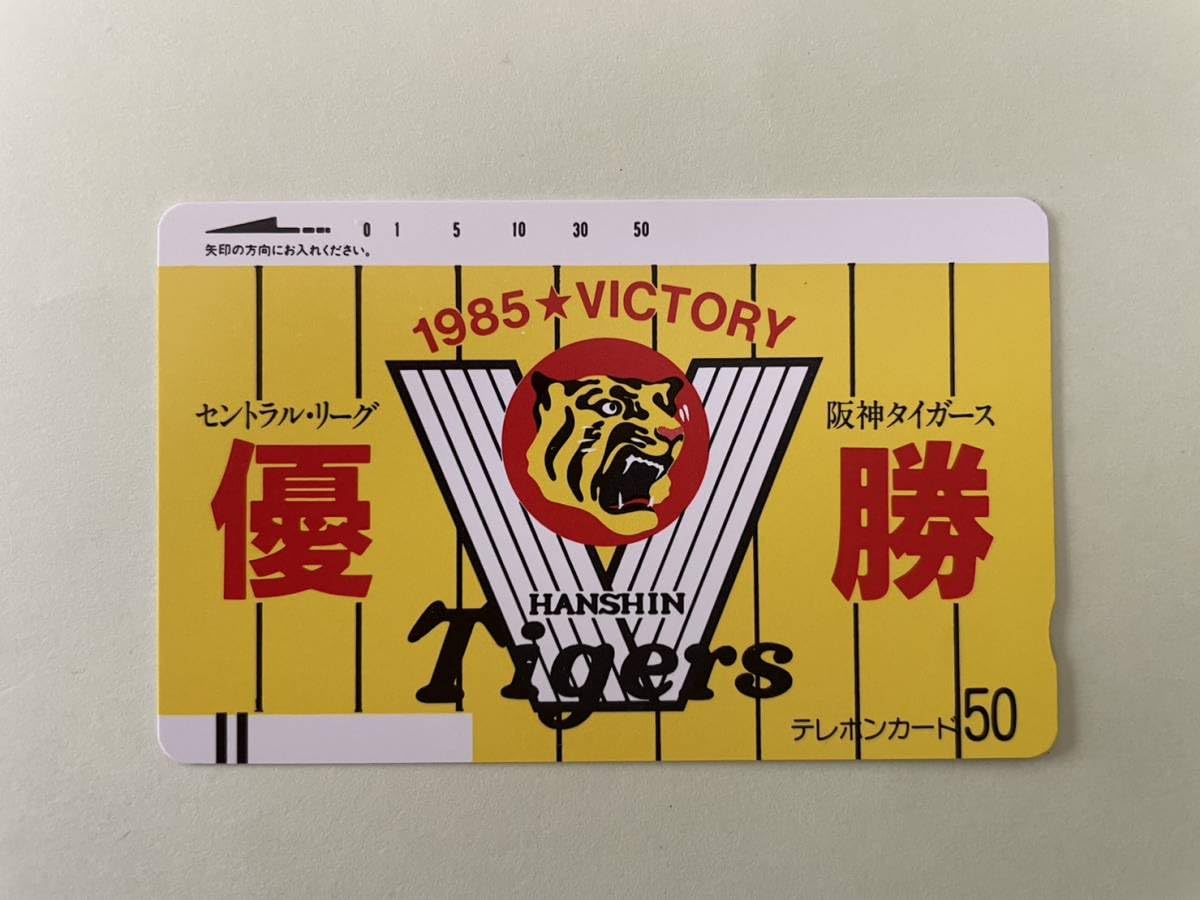 0 1 5 10 30 50
矢印の方向にお入れください。
1985★VICTORY
セントラル・リーグ
阪神タイガース
優勝
HANSHIN
Tigers
テレホンカード50